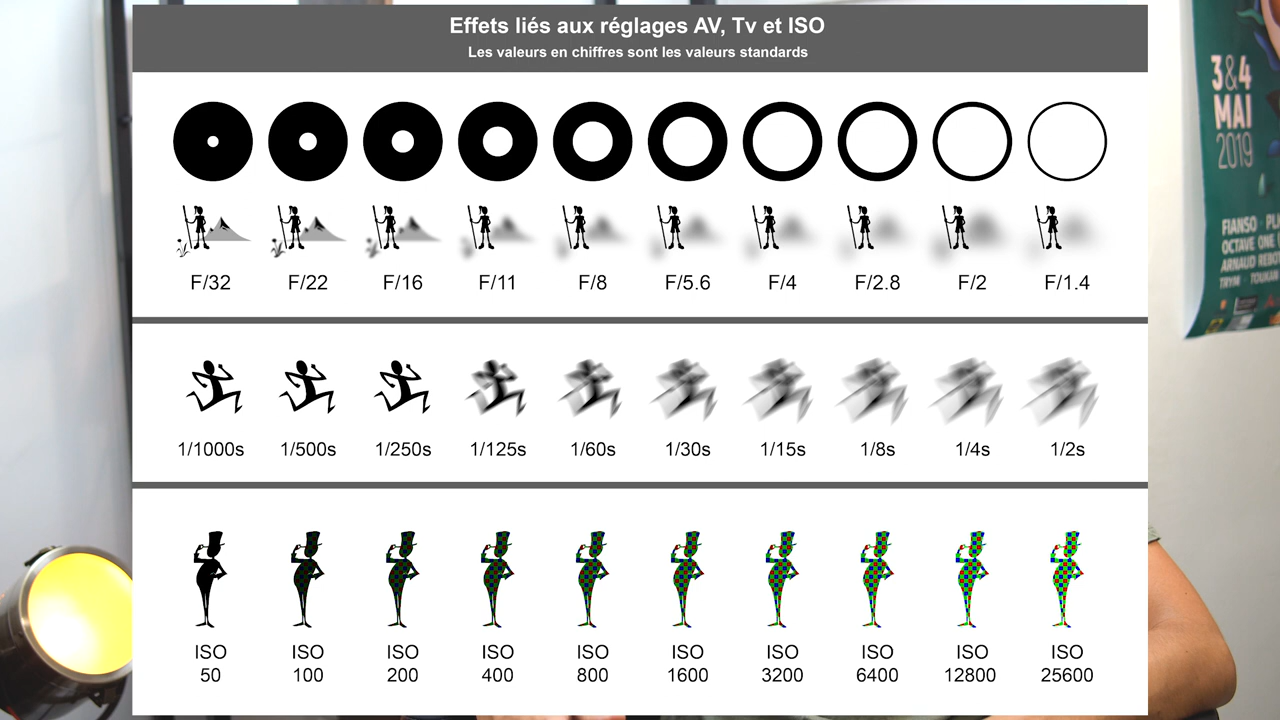 Effets liés aux réglages AV, Tv et ISO
Les valeurs en chiffres sont les valeurs standards
F/32 F/22 F/16 F/11 F/8 F/5.6 F/4 F/2.8 F/2 F/1.4
1/1000s 1/500s 1/250s 1/125s 1/60s 1/30s 1/15s 1/8s 1/4s 1/2s
ISO ISO ISO ISO ISO ISO ISO ISO ISO ISO
50 100 200 400 800 1600 3200 6400 12800 25600
3&4
MAI
2019
FIANSO
OCTAVE ONE
ARNAUD
TRYM